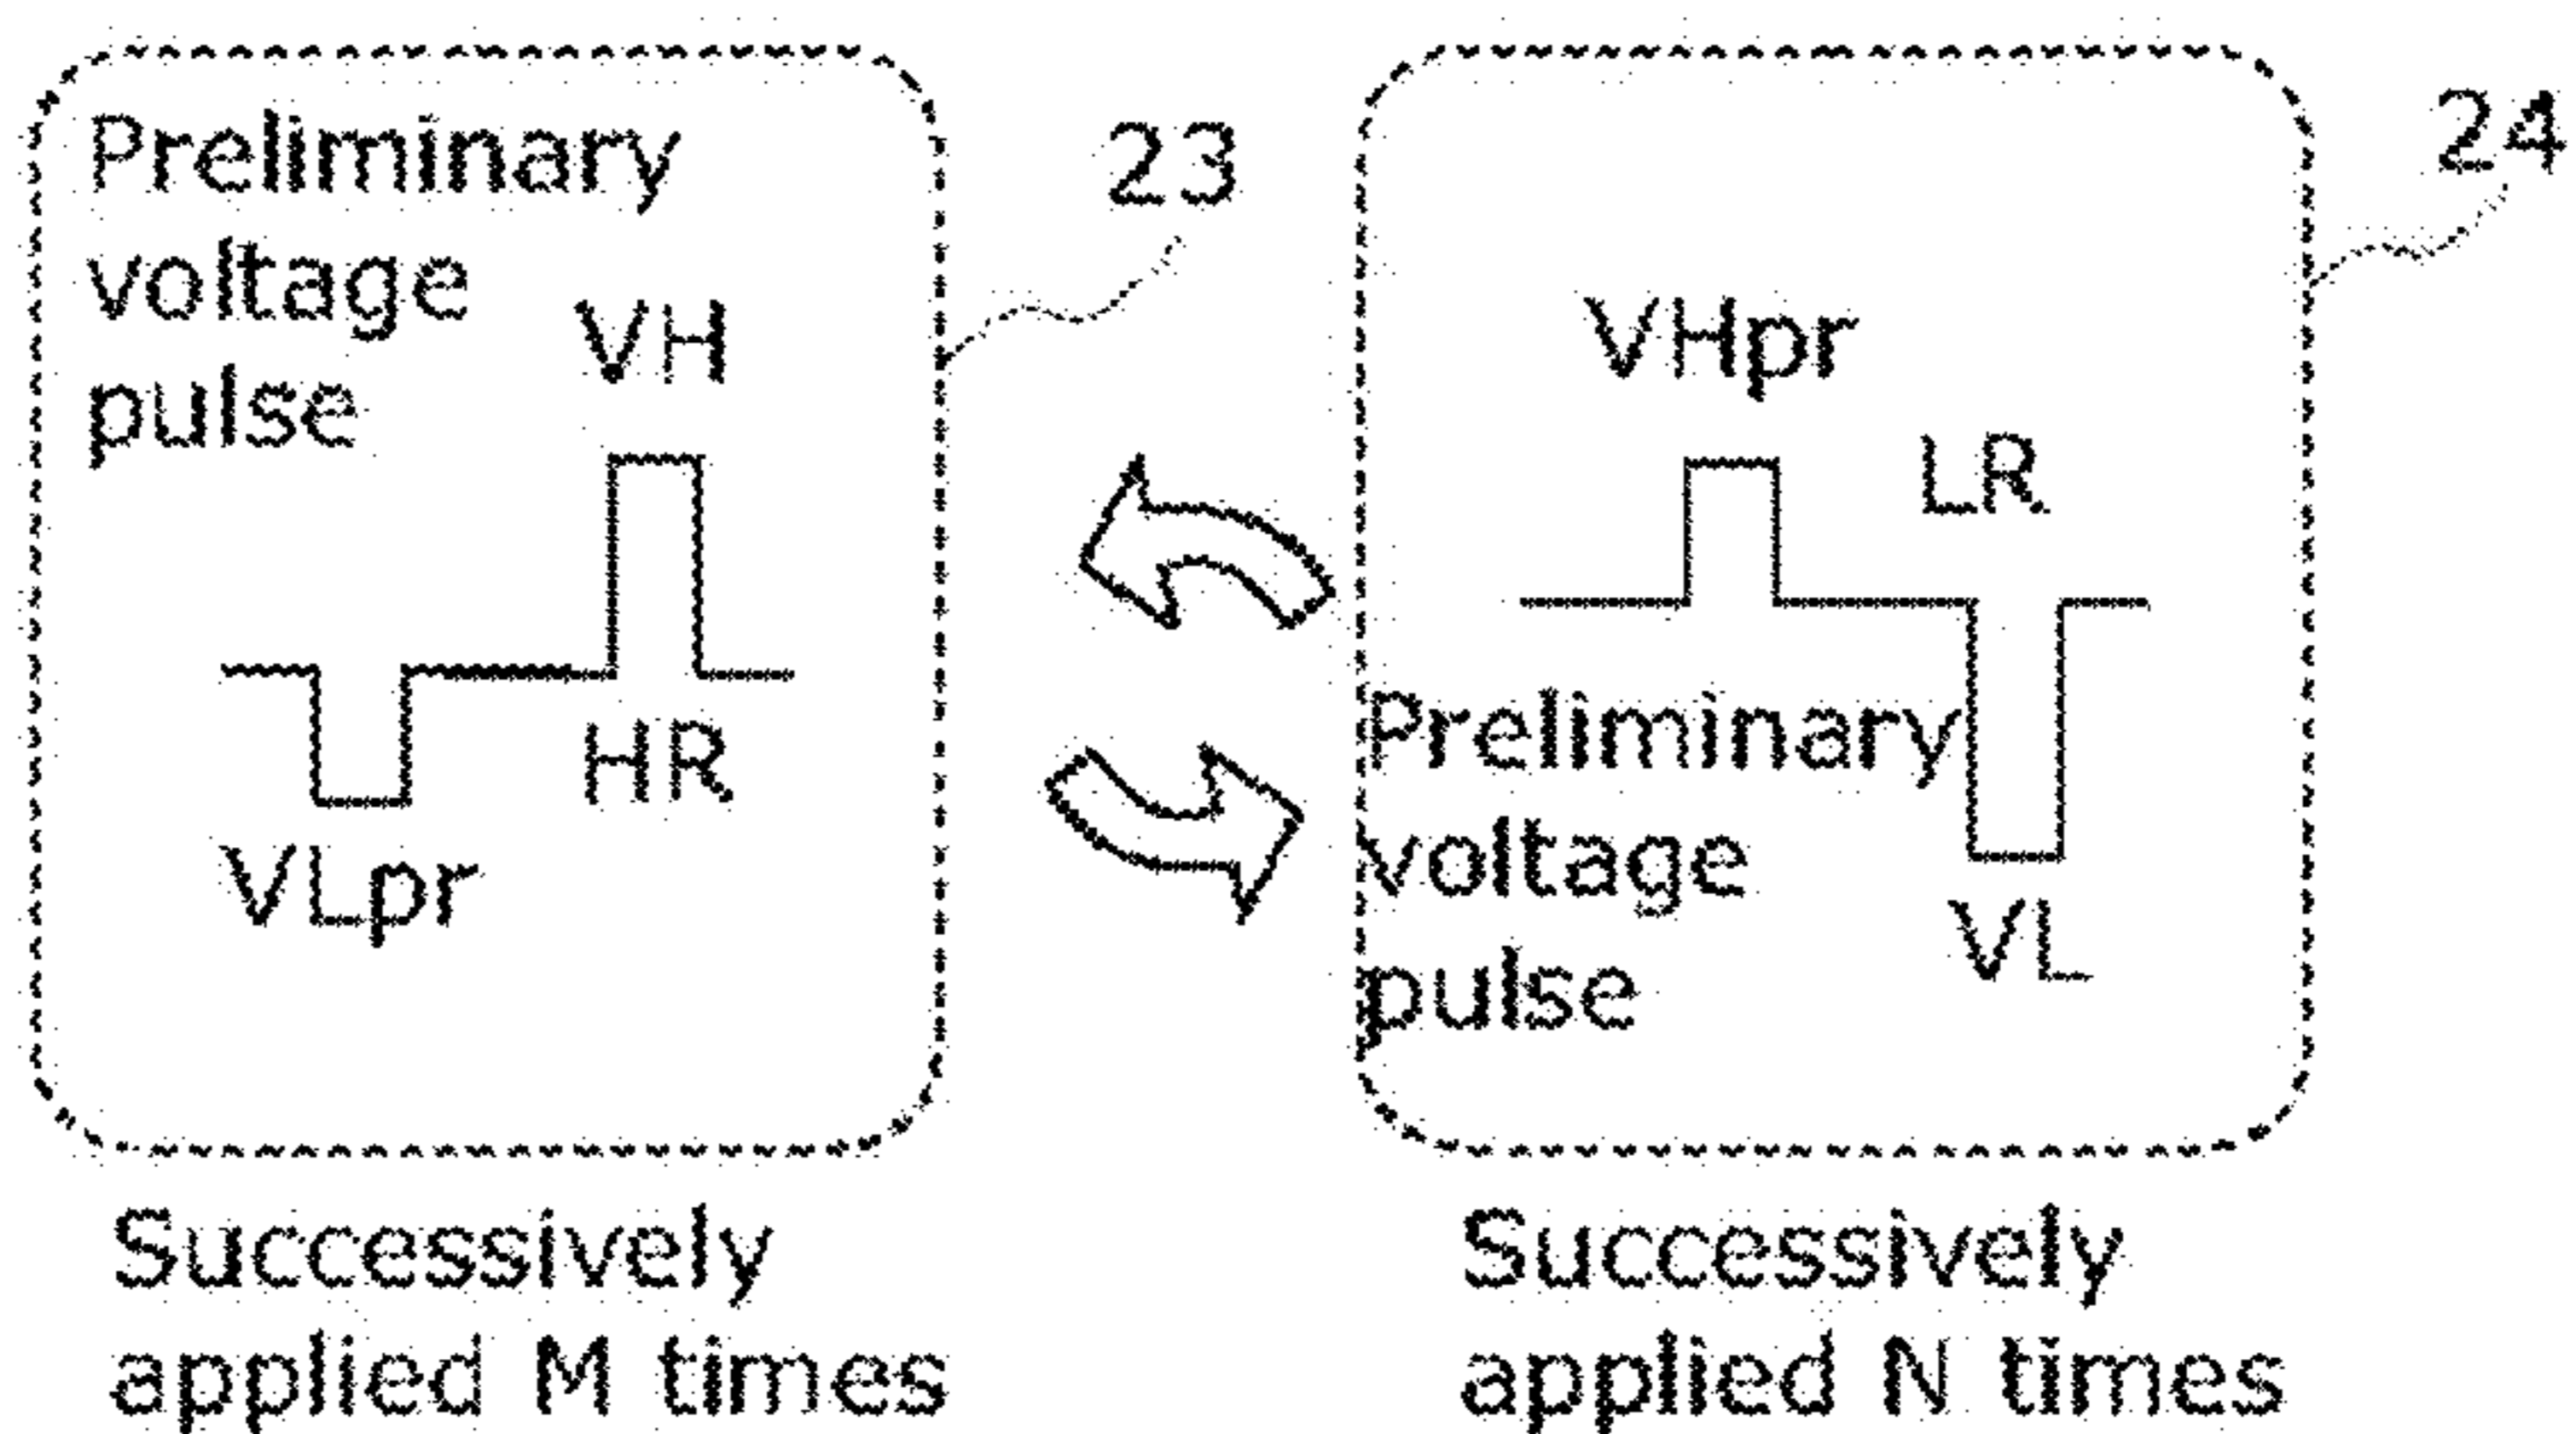 Preliminary
voltage
pulse
VH
HR
VLpr
23
Successively
applied M times
VHpr
LR
Preliminary
voltage
pulse
VL
24
Successively
applied N times